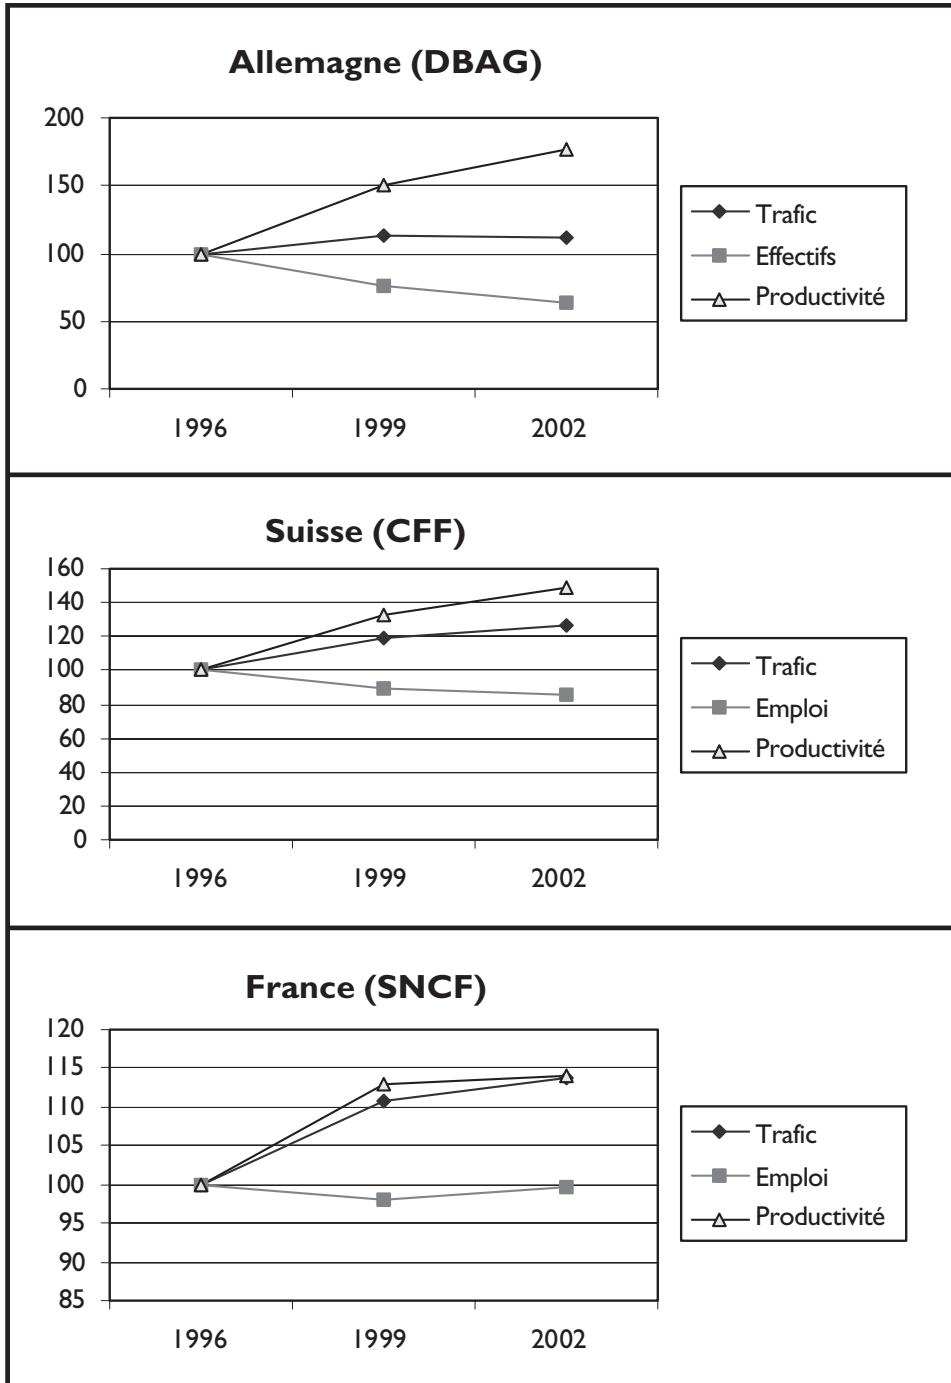 Allemagne (DBAG)
200
150
100
50
0
1996 1999 2002
Trafic
Effectifs
Productivité
Suisse (CFF)
160
140
120
100
80
60
40
20
0
1996 1999 2002
Trafic
Emploi
Productivité
France (SNCF)
120
115
110
105
100
95
90
85
1996 1999 2002
Trafic
Emploi
Productivité